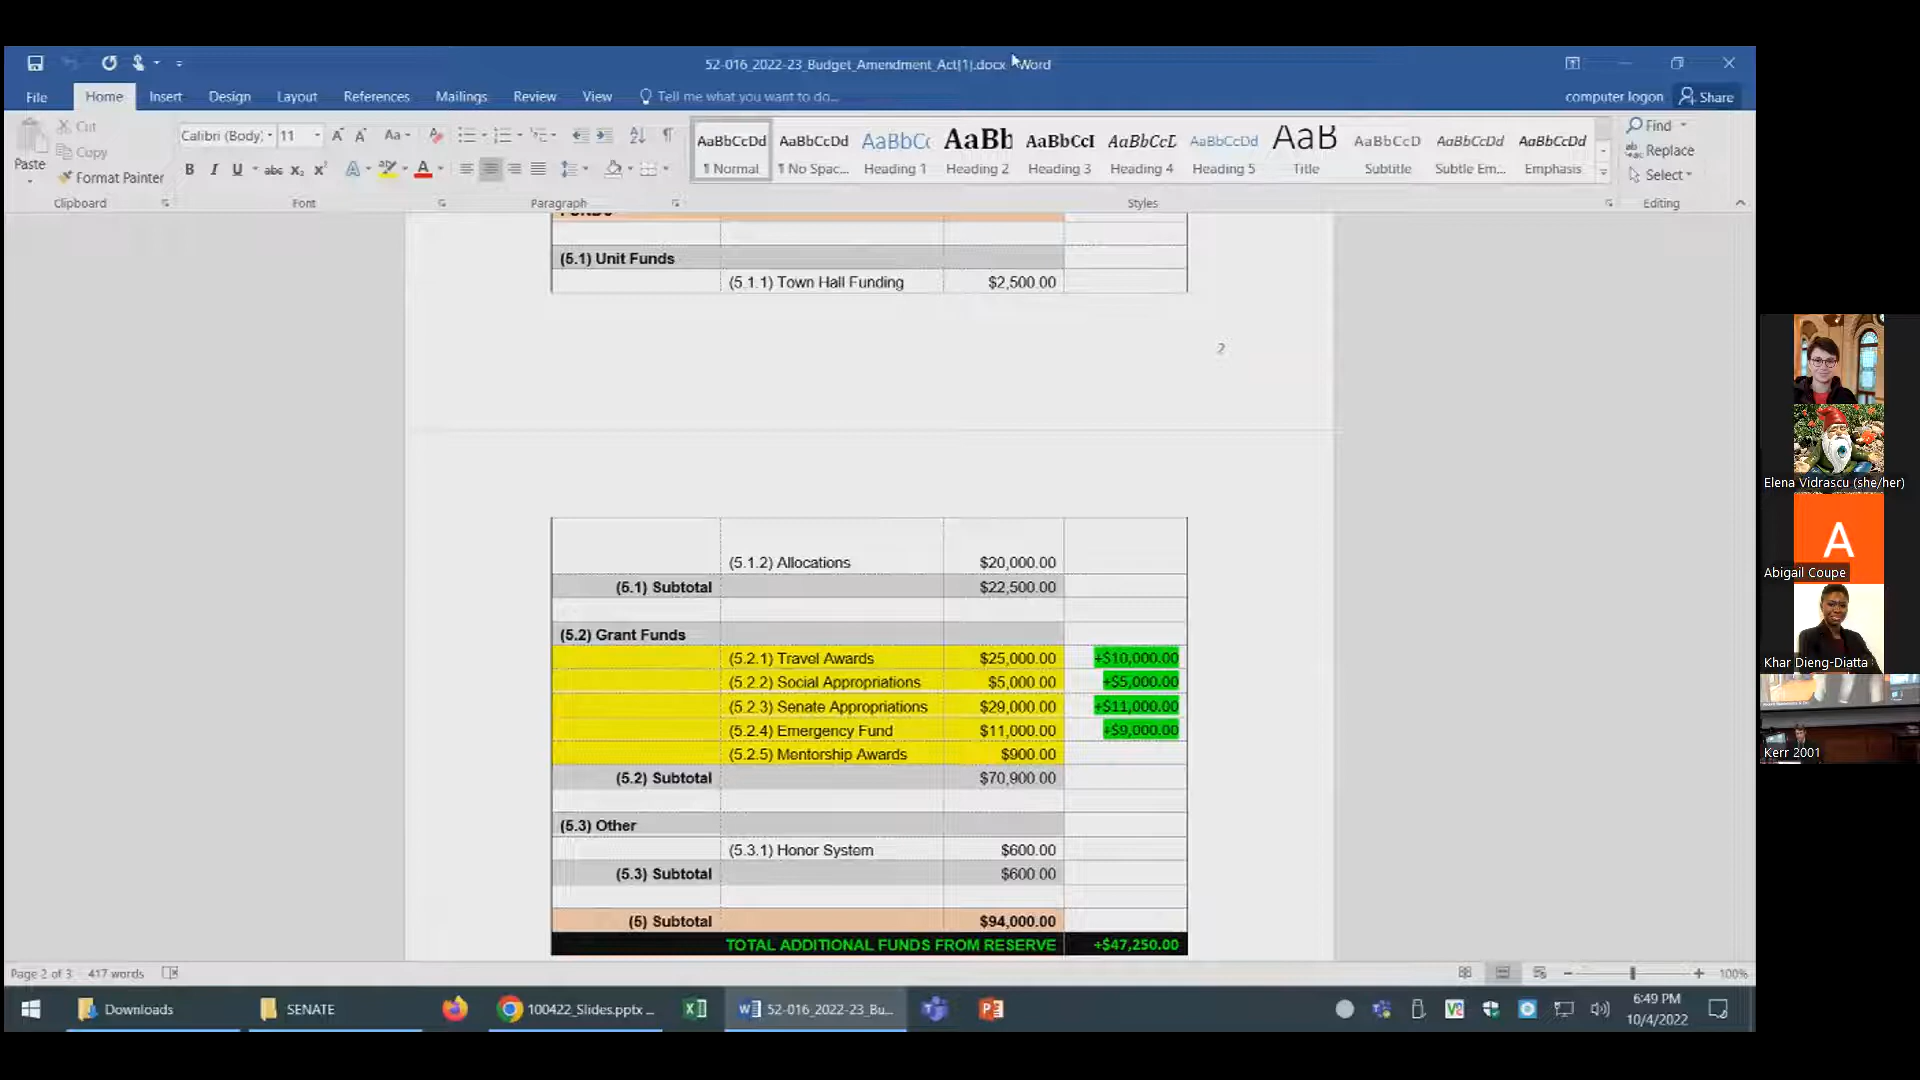 52-016_2022-23_Budget_Amendment_Act[1].docx - Word
File Home Insert Design Layout References Mailings Review View Tell me what you want to do... computer logon Share
Paste Cut Copy Format Painter
Calibri (Body) 11
AaBbCcDd AaBbCcDd AaBbCc AaBb AaBbCcI AaBbCcD AaBbCcDd AaB AaBbCcD AaBbCcDd AaBbCcDd
¶ Normal ¶ No Spac... Heading 1 Heading 2 Heading 3 Heading 4 Heading 5 Title Subtitle Subtle Em... Emphasis
Find
Replace
Select
Clipboard Font Paragraph Styles Editing
FUNDS
(5.1) Unit Funds
(5.1.1) Town Hall Funding $2,500.00
2
(5.1.2) Allocations $20,000.00
(5.1) Subtotal $22,500.00
(5.2) Grant Funds
(5.2.1) Travel Awards $25,000.00 +$10,000.00
(5.2.2) Social Appropriations $5,000.00 +$5,000.00
(5.2.3) Senate Appropriations $29,000.00 +$11,000.00
(5.2.4) Emergency Fund $11,000.00 +$9,000.00
(5.2.5) Mentorship Awards $900.00
(5.2) Subtotal $70,900.00
(5.3) Other
(5.3.1) Honor System $600.00
(5.3) Subtotal $600.00
(5) Subtotal $94,000.00
TOTAL ADDITIONAL FUNDS FROM RESERVE +$47,250.00
Page 2 of 3 417 words 100%
Downloads SENATE 100422_Slides.pptx ... 52-016_2022-23_Bu... 6:49 PM
10/4/2022
Elena Vidrascu (she/her)
A
Abigail Coupe
Khar Dieng-Diatta
Kerr 2001